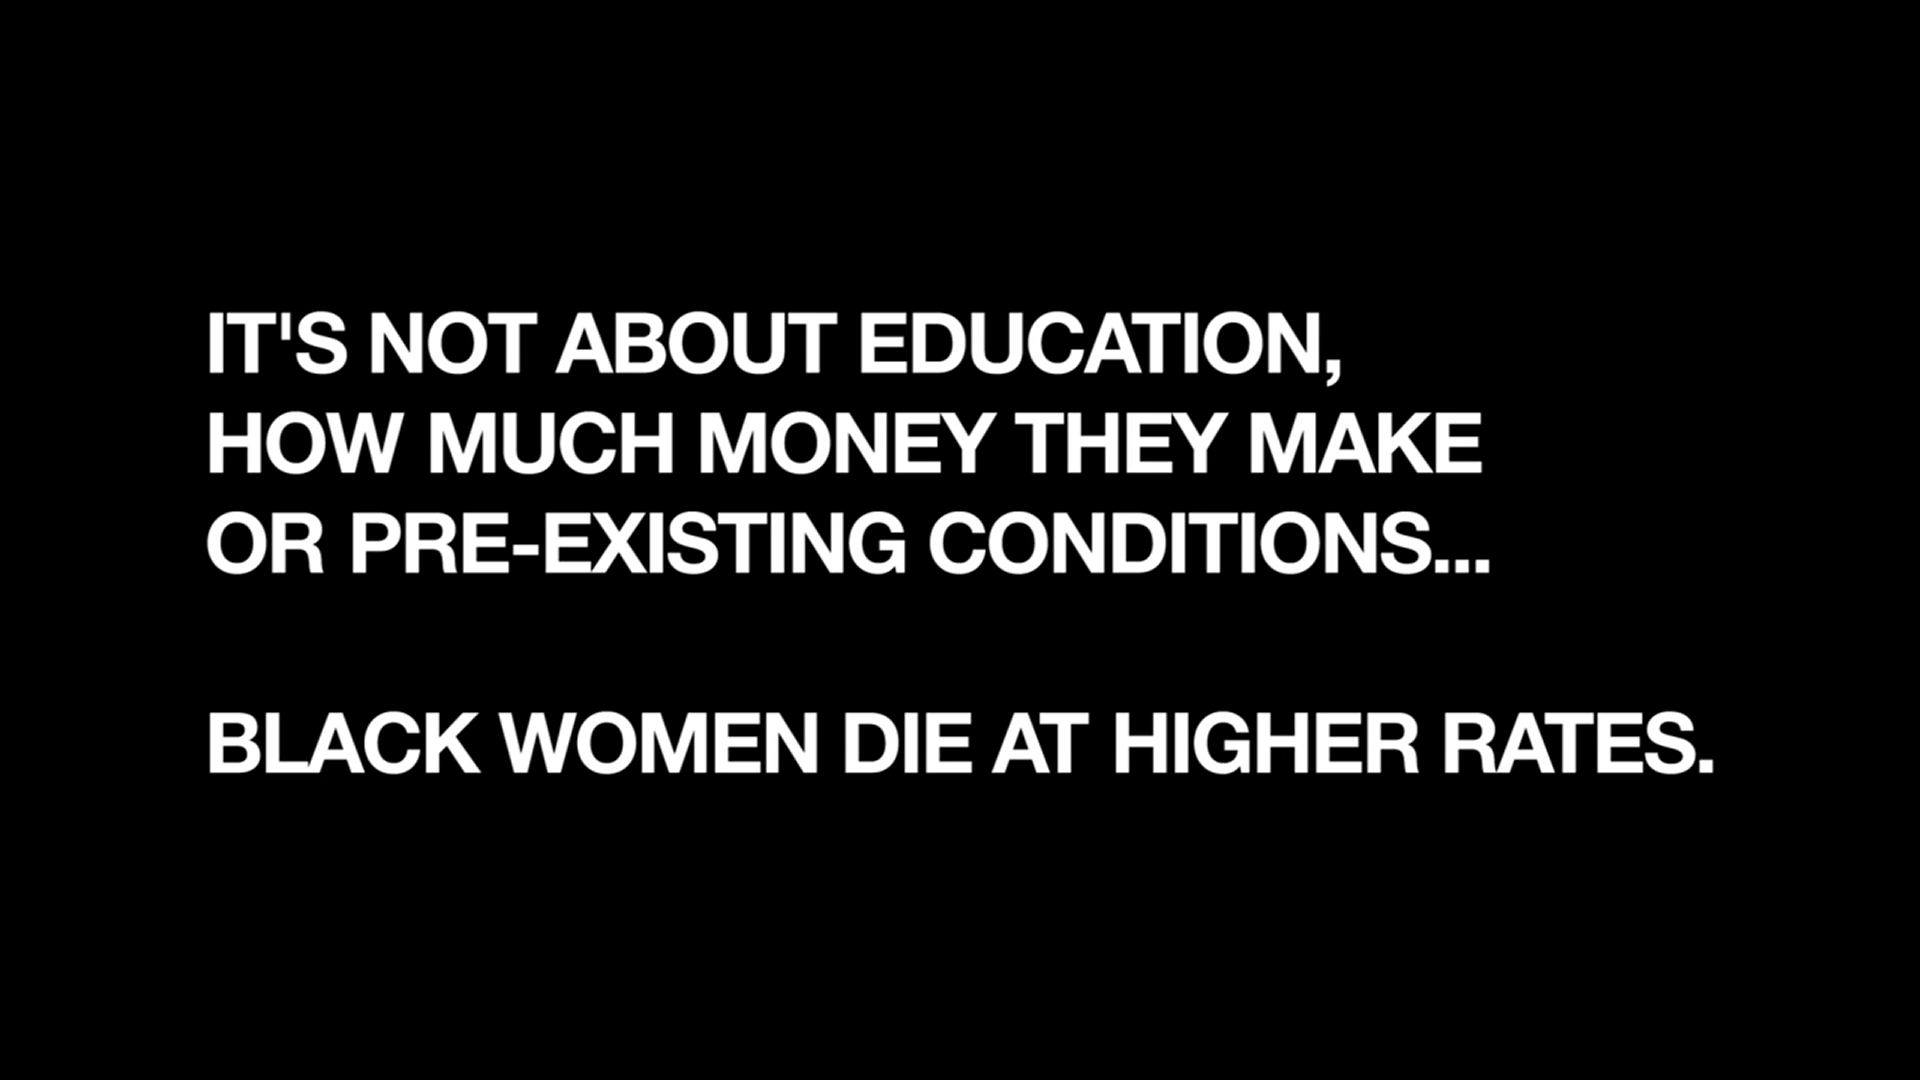 IT'S NOT ABOUT EDUCATION,
HOW MUCH MONEY THEY MAKE
OR PRE-EXISTING CONDITIONS...
BLACK WOMEN DIE AT HIGHER RATES.